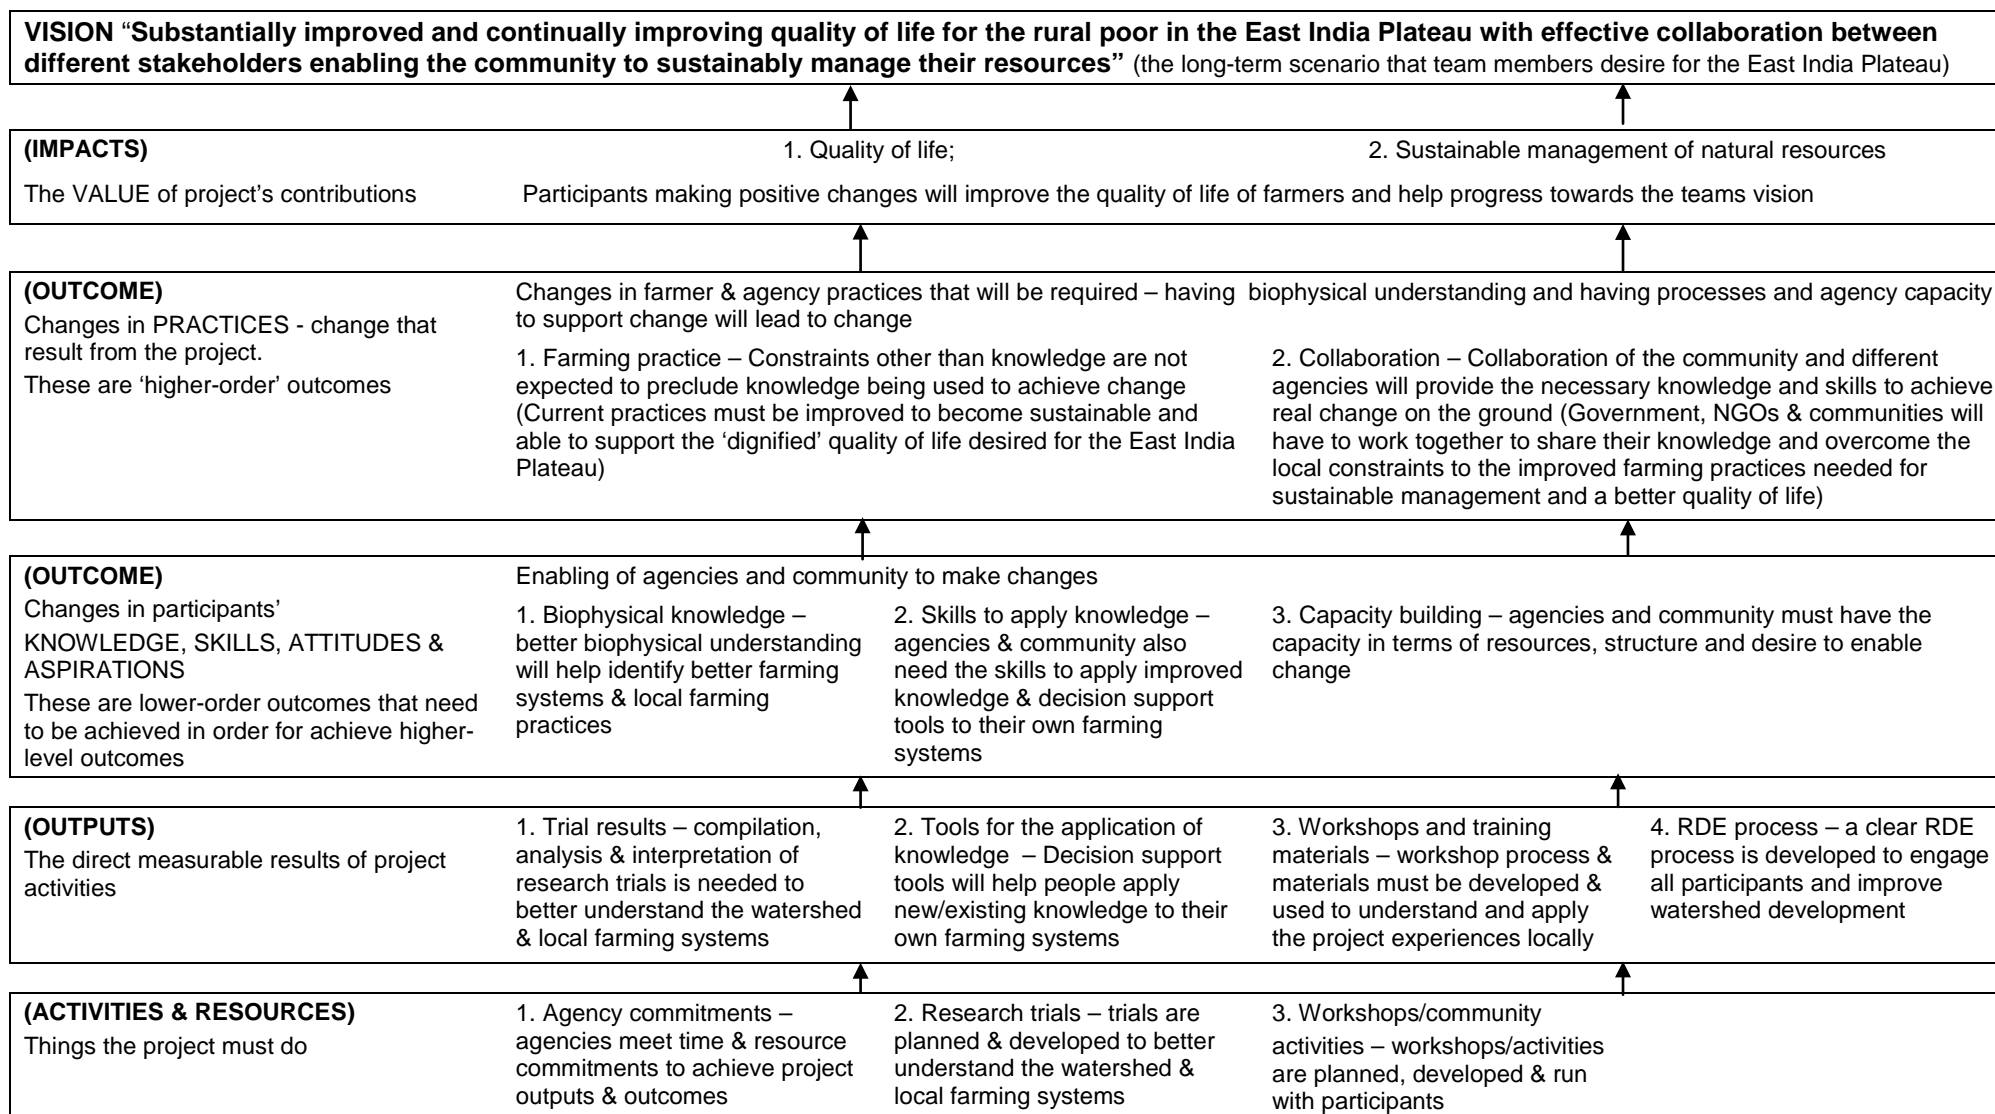 VISION “Substantially improved and continually improving quality of life for the rural poor in the East India Plateau with effective collaboration between
different stakeholders enabling the community to sustainably manage their resources” (the long-term scenario that team members desire for the East India Plateau)
(IMPACTS)
1. Quality of life;
2. Sustainable management of natural resources
The VALUE of project’s contributions
Participants making positive changes will improve the quality of life of farmers and help progress towards the teams vision
(OUTCOME)
Changes in PRACTICES - change that
result from the project.
These are ‘higher-order’ outcomes
Changes in farmer & agency practices that will be required – having biophysical understanding and having processes and agency capacity
to support change will lead to change
1. Farming practice – Constraints other than knowledge are not
expected to preclude knowledge being used to achieve change
(Current practices must be improved to become sustainable and
able to support the ‘dignified’ quality of life desired for the East India
Plateau)
2. Collaboration – Collaboration of the community and different
agencies will provide the necessary knowledge and skills to achieve
real change on the ground (Government, NGOs & communities will
have to work together to share their knowledge and overcome the
local constraints to the improved farming practices needed for
sustainable management and a better quality of life)
(OUTCOME)
Changes in participants’
KNOWLEDGE, SKILLS, ATTITUDES &
ASPIRATIONS
These are lower-order outcomes that need
to be achieved in order for achieve higher-
level outcomes
Enabling of agencies and community to make changes
1. Biophysical knowledge –
better biophysical understanding
will help identify better farming
systems & local farming
practices
2. Skills to apply knowledge –
agencies & community also
need the skills to apply improved
knowledge & decision support
tools to their own farming
systems
3. Capacity building – agencies and community must have the
capacity in terms of resources, structure and desire to enable
change
(OUTPUTS)
The direct measurable results of project
activities
1. Trial results – compilation,
analysis & interpretation of
research trials is needed to
better understand the watershed
& local farming systems
2. Tools for the application of
knowledge – Decision support
tools will help people apply
new/existing knowledge to their
own farming systems
3. Workshops and training
materials – workshop process &
materials must be developed &
used to understand and apply
the project experiences locally
4. RDE process – a clear RDE
process is developed to engage
all participants and improve
watershed development
(ACTIVITIES & RESOURCES)
Things the project must do
1. Agency commitments –
agencies meet time & resource
commitments to achieve project
outputs & outcomes
2. Research trials – trials are
planned & developed to better
understand the watershed &
local farming systems
3. Workshops/community
activities – workshops/activities
are planned, developed & run
with participants